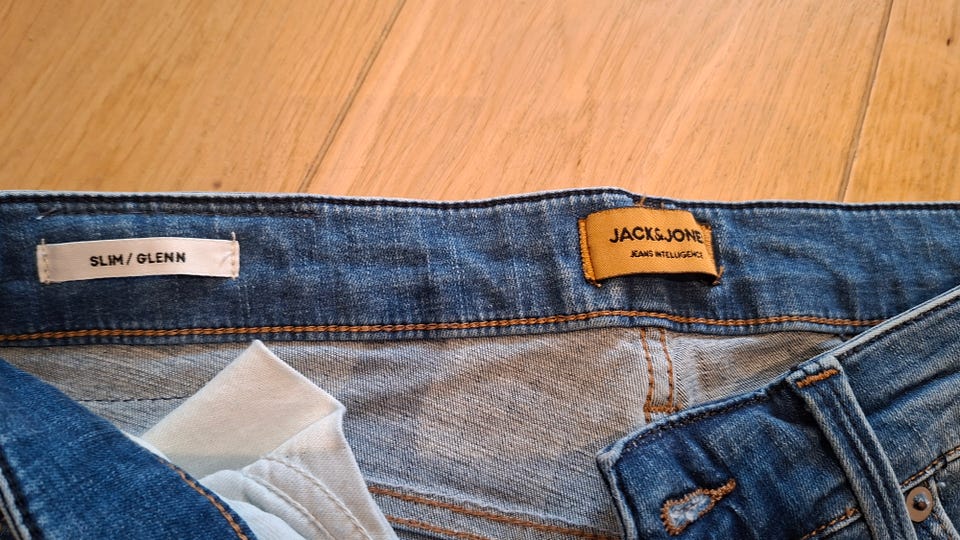 SLIM / GLENN
JACK&JONE
JEANS INTELLIGENCE